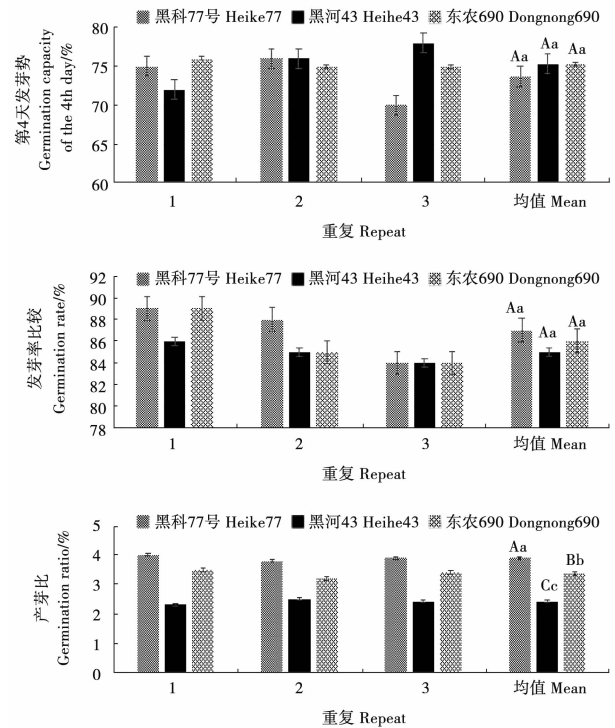 黑科77号 Heike77 黑河43 Heihe43 东农690 Dongnong690
第4天发芽势
Germination capacity
of the 4th day/%
80
75
70
65
60
Aa Aa Aa
1 2 3 均值 Mean
重复 Repeat
黑科77号 Heike77 黑河43 Heihe43 东农690 Dongnong690
发芽率比较
Germination rate/%
92
90
88
86
84
82
80
78
Aa Aa Aa
1 2 3 均值 Mean
重复 Repeat
黑科77号 Heike77 黑河43 Heihe43 东农690 Dongnong690
产芽比
Germination ratio/%
5
4
3
2
1
0
Aa Cc Bb
1 2 3 均值 Mean
重复 Repeat